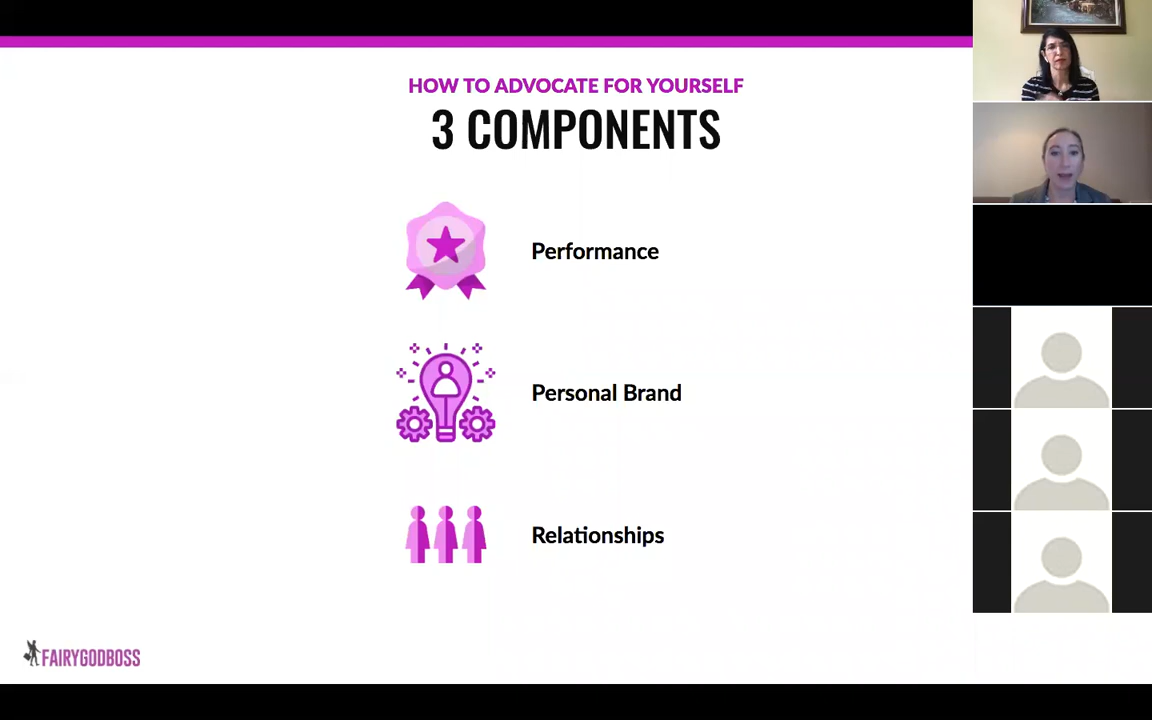 HOW TO ADVOCATE FOR YOURSELF
3 COMPONENTS
Performance
Personal Brand
Relationships
FAIRYGODBOSS